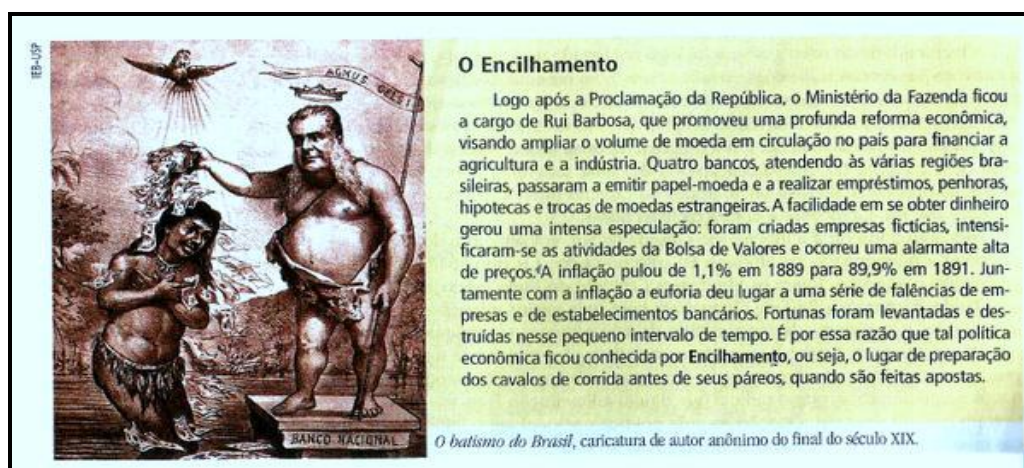 IEB-USP
AGNUS
DEI
BANCO NACIONAL
O Encilhamento
Logo após a Proclamação da República, o Ministério da Fazenda ficou
a cargo de Rui Barbosa, que promoveu uma profunda reforma econômica,
visando ampliar o volume de moeda em circulação no país para financiar a
agricultura e a indústria. Quatro bancos, atendendo às várias regiões bra-
sileiras, passaram a emitir papel-moeda e a realizar empréstimos, penhoras,
hipotecas e trocas de moedas estrangeiras. A facilidade em se obter dinheiro
gerou uma intensa especulação: foram criadas empresas fictícias, intensi-
ficaram-se as atividades da Bolsa de Valores e ocorreu uma alarmante alta
de preços. A inflação pulou de 1,1% em 1889 para 89,9% em 1891. Jun-
tamente com a inflação a euforia deu lugar a uma série de falências de em-
presas e de estabelecimentos bancários. Fortunas foram levantadas e des-
truídas nesse pequeno intervalo de tempo. É por essa razão que tal política
econômica ficou conhecida por Encilhamento, ou seja, o lugar de preparação
dos cavalos de corrida antes de seus páreos, quando são feitas apostas.
O batismo do Brasil, caricatura de autor anônimo do final do século XIX.